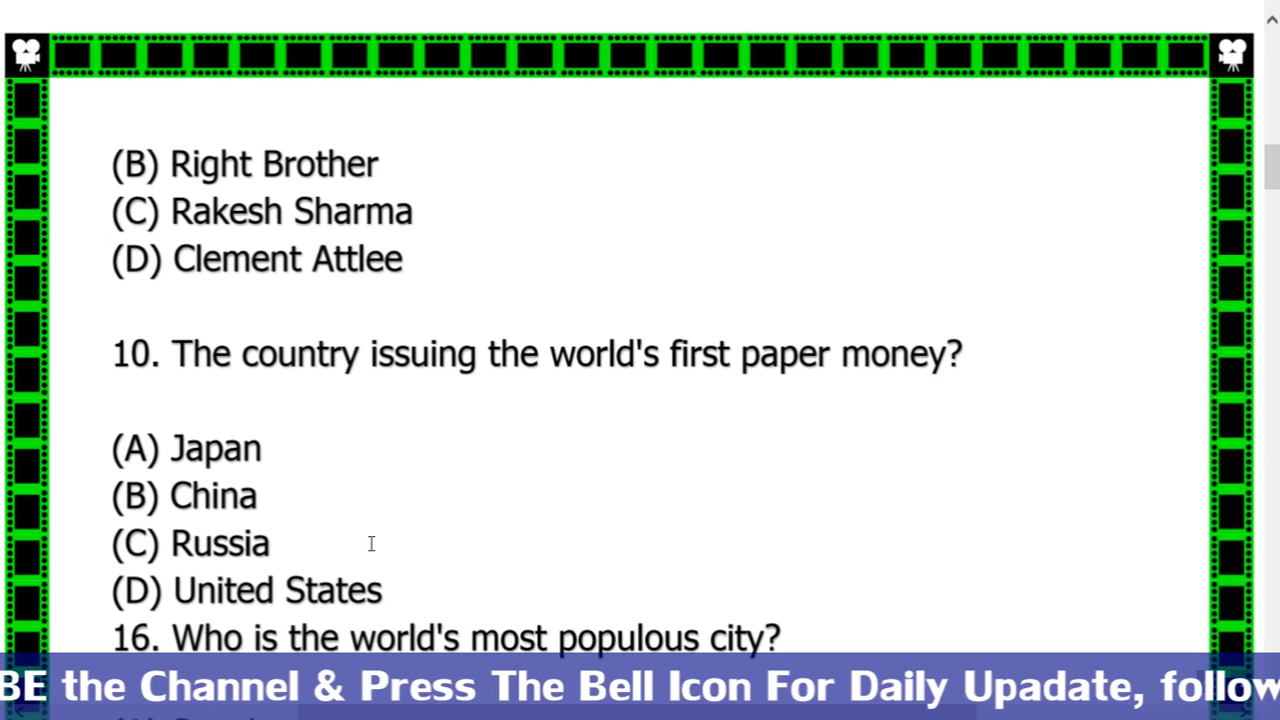 (B) Right Brother
(C) Rakesh Sharma
(D) Clement Attlee
10. The country issuing the world's first paper money?
(A) Japan
(B) China
(C) Russia
(D) United States
16. Who is the world's most populous city?
BE the Channel & Press The Bell Icon For Daily Upadate, follow